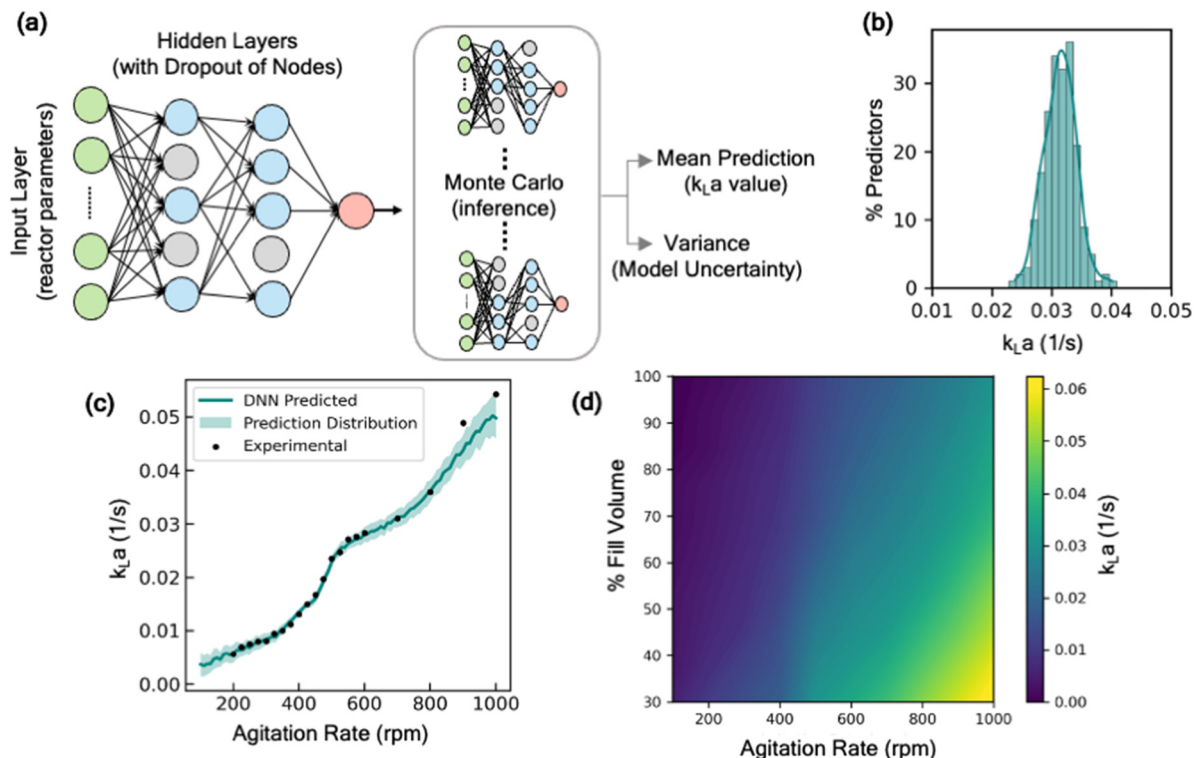 (a)
Hidden Layers
(with Dropout of Nodes)
Input Layer
(reactor parameters)
Monte Carlo
(inference)
Mean Prediction
(kLa value)
Variance
(Model Uncertainty)
(b)
% Predictors
30
20
10
0
0.01 0.02 0.03 0.04 0.05
kLa (1/s)
(c)
DNN Predicted
Prediction Distribution
Experimental
kLa (1/s)
0.05
0.04
0.03
0.02
0.01
0.00
200 400 600 800 1000
Agitation Rate (rpm)
(d)
% Fill Volume
100
90
80
70
60
50
40
30
200 400 600 800 1000
Agitation Rate (rpm)
0.06
0.05
0.04
0.03
0.02
0.01
0.00
kLa (1/s)